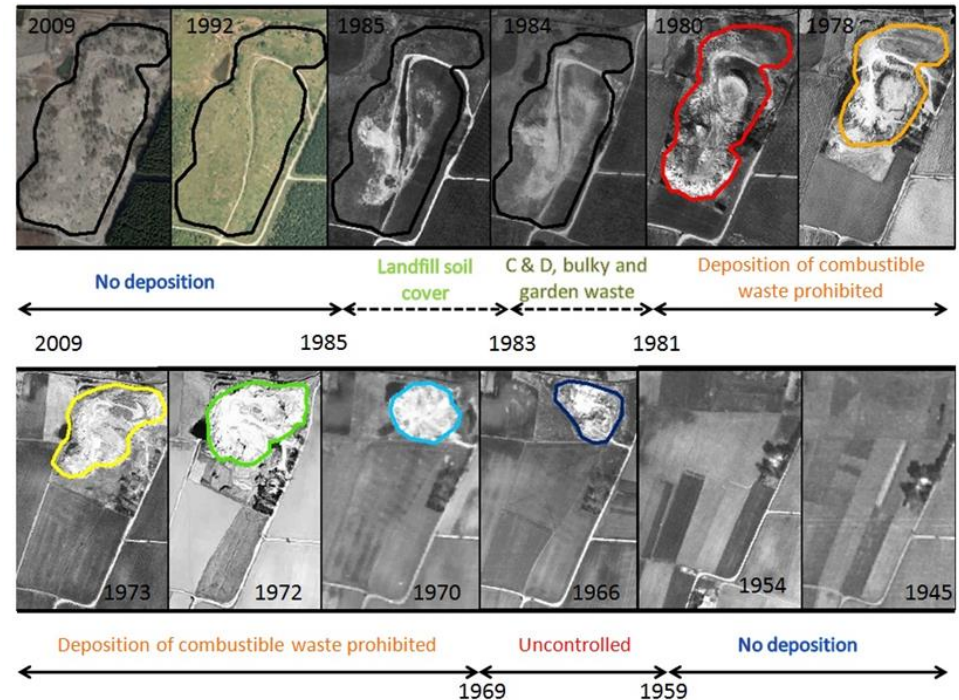 2009 1992 1985 1984 1980 1978
No deposition
Landfill soil
cover
C & D, bulky and
garden waste
Deposition of combustible
waste prohibited
2009 1985 1983 1981
1973 1972 1970 1966 1954 1945
Deposition of combustible waste prohibited
Uncontrolled
No deposition
1969 1959